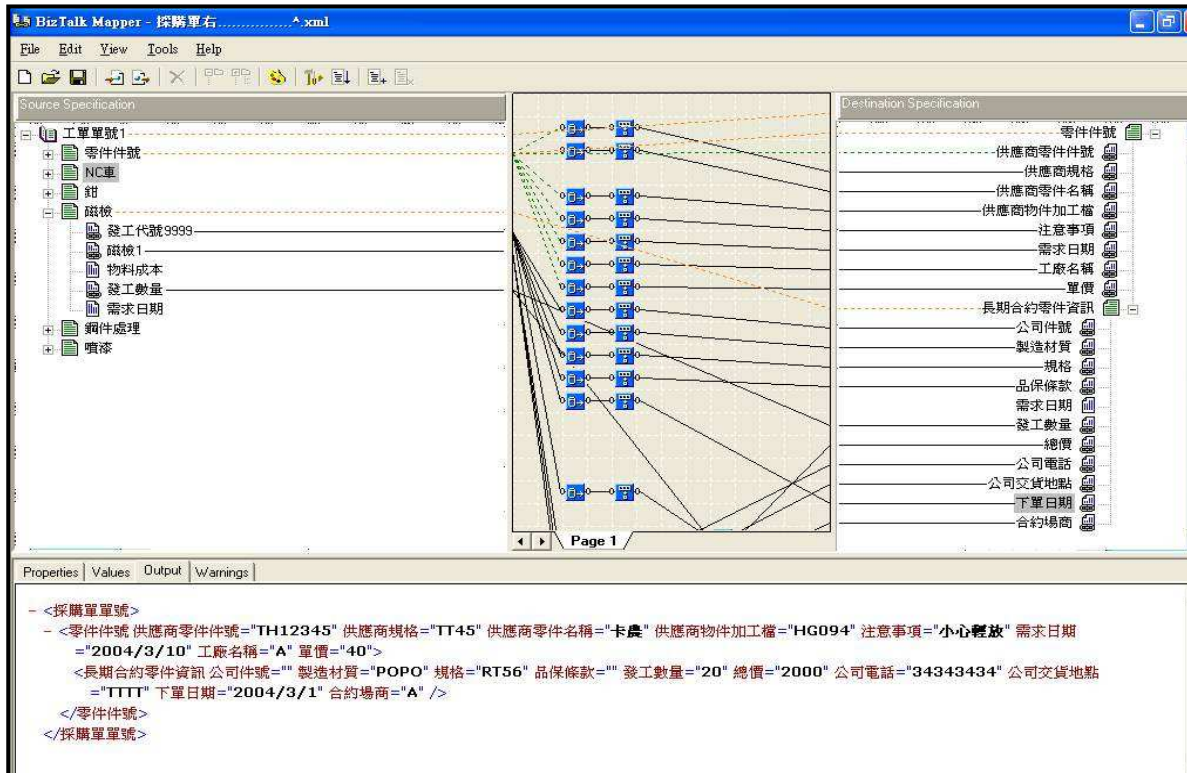 BizTalk Mapper - 採購單右...............^.xml
File Edit View Tools Help
Source Specification
工單單號1
零件件號
NC車
鉗
磁檢
發工代號9999
磁檢1
物料成本
發工數量
需求日期
鋼件處理
噴漆
Page 1
Destination Specification
零件件號
供應商零件件號
供應商規格
供應商零件名稱
供應商物件加工檔
注意事項
需求日期
工廠名稱
單價
長期合約零件資訊
公司件號
製造材質
規格
品保條款
需求日期
發工數量
總價
公司電話
公司交貨地點
下單日期
合約場商
Properties Values Output Warnings
- <採購單單號>
- <零件件號 供應商零件件號="TH12345" 供應商規格="TT45" 供應商零件名稱="卡農" 供應商物件加工檔="HG094" 注意事項="小心輕放" 需求日期
="2004/3/10" 工廠名稱="A" 單價="40">
<長期合約零件資訊 公司件號="" 製造材質="POPO" 規格="RT56" 品保條款="" 發工數量="20" 總價="2000" 公司電話="34343434" 公司交貨地點
="TTTT" 下單日期="2004/3/1" 合約場商="A" />
</零件件號>
</採購單單號>